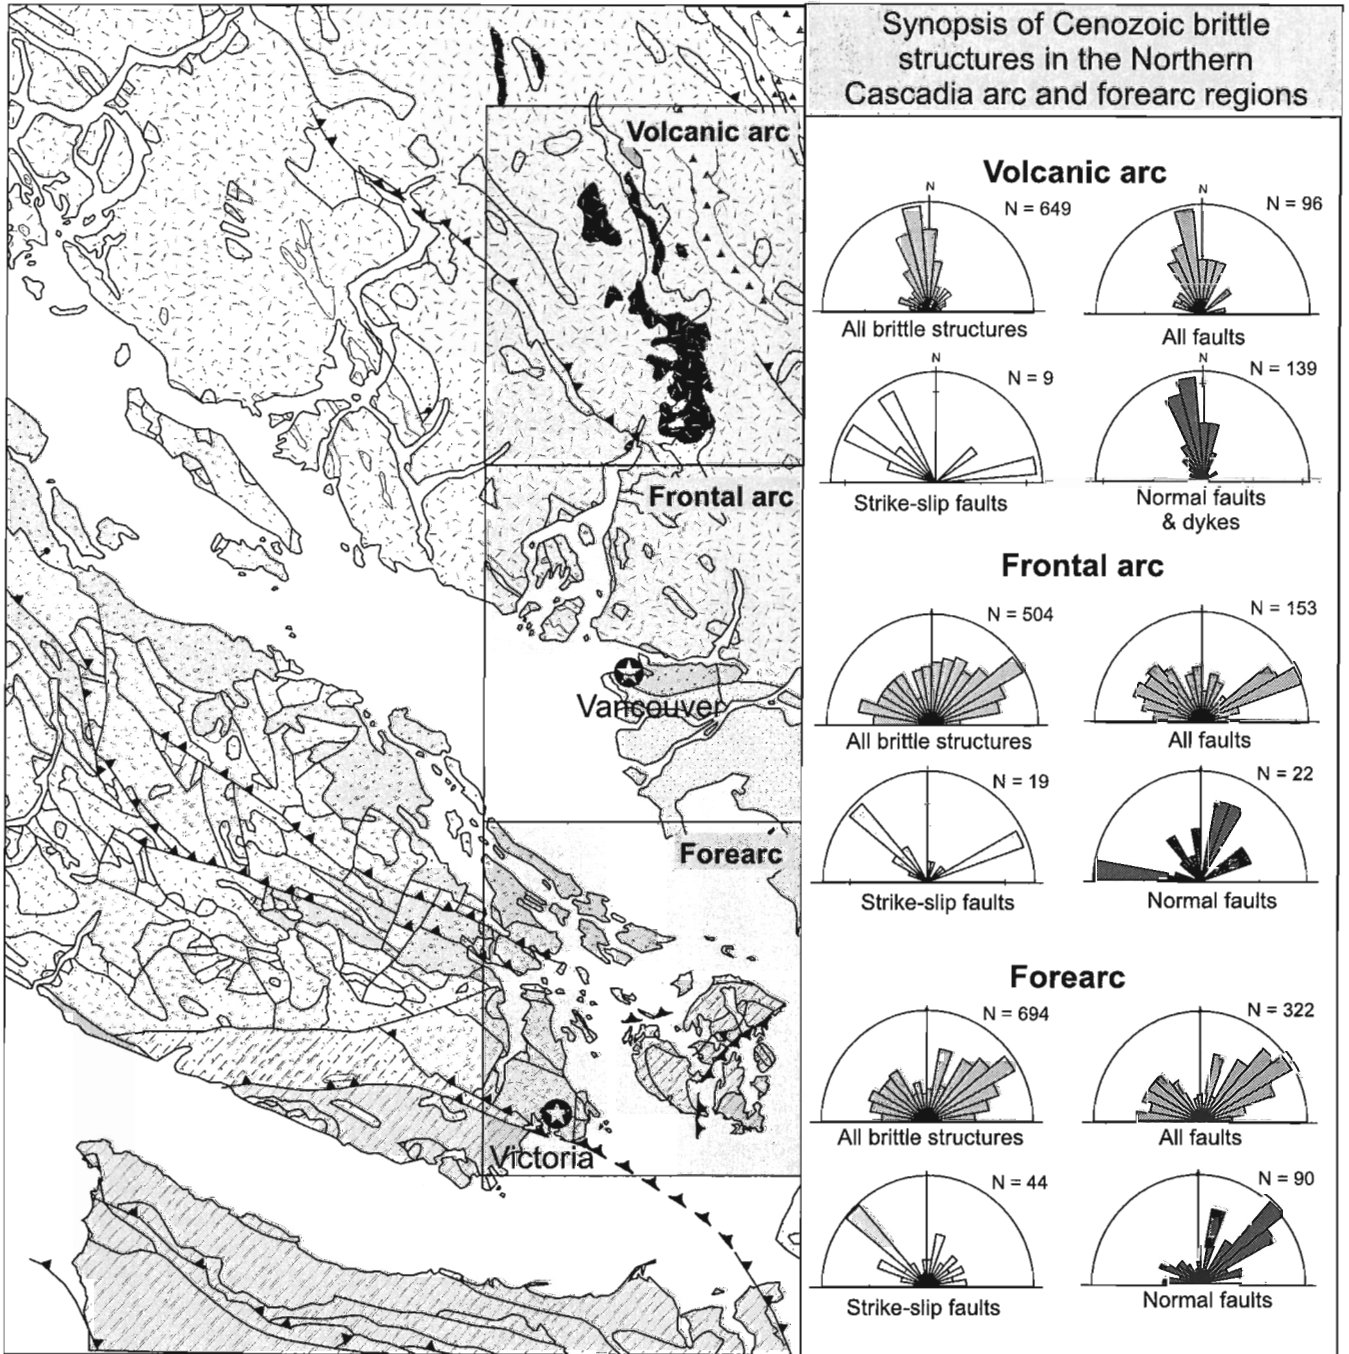 Synopsis of Cenozoic brittle
structures in the Northern
Cascadia arc and forearc regions
Volcanic arc
Frontal arc
Vancouver
Forearc
Victoria
Volcanic arc
N
N = 649
All brittle structures
N
N = 96
All faults
N
N = 9
Strike-slip faults
N
N = 139
Normal faults
& dykes
Frontal arc
N = 504
All brittle structures
N = 153
All faults
N = 19
Strike-slip faults
N = 22
Normal faults
Forearc
N = 694
All brittle structures
N = 322
All faults
N = 44
Strike-slip faults
N = 90
Normal faults